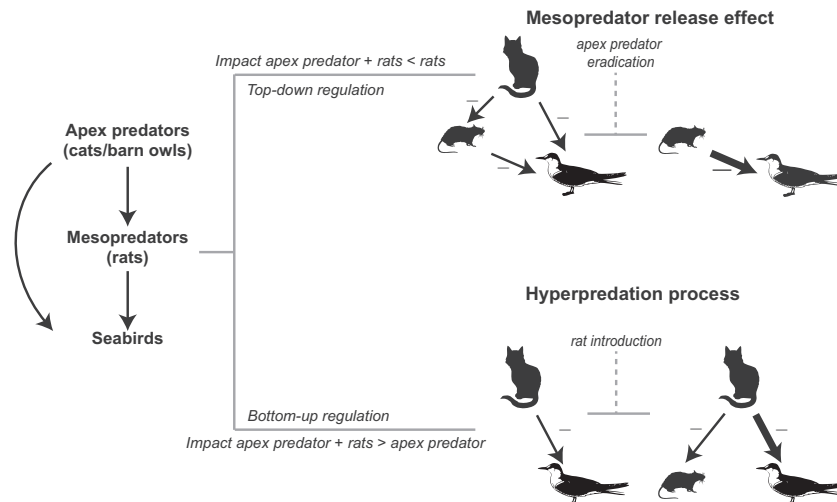 Mesopredator release effect
Impact apex predator + rats < rats
Top-down regulation
apex predator
eradication
–
–
–
–
Apex predators
(cats/barn owls)
Mesopredators
(rats)
Seabirds
Hyperpredation process
rat introduction
Bottom-up regulation
Impact apex predator + rats > apex predator
–
–
–